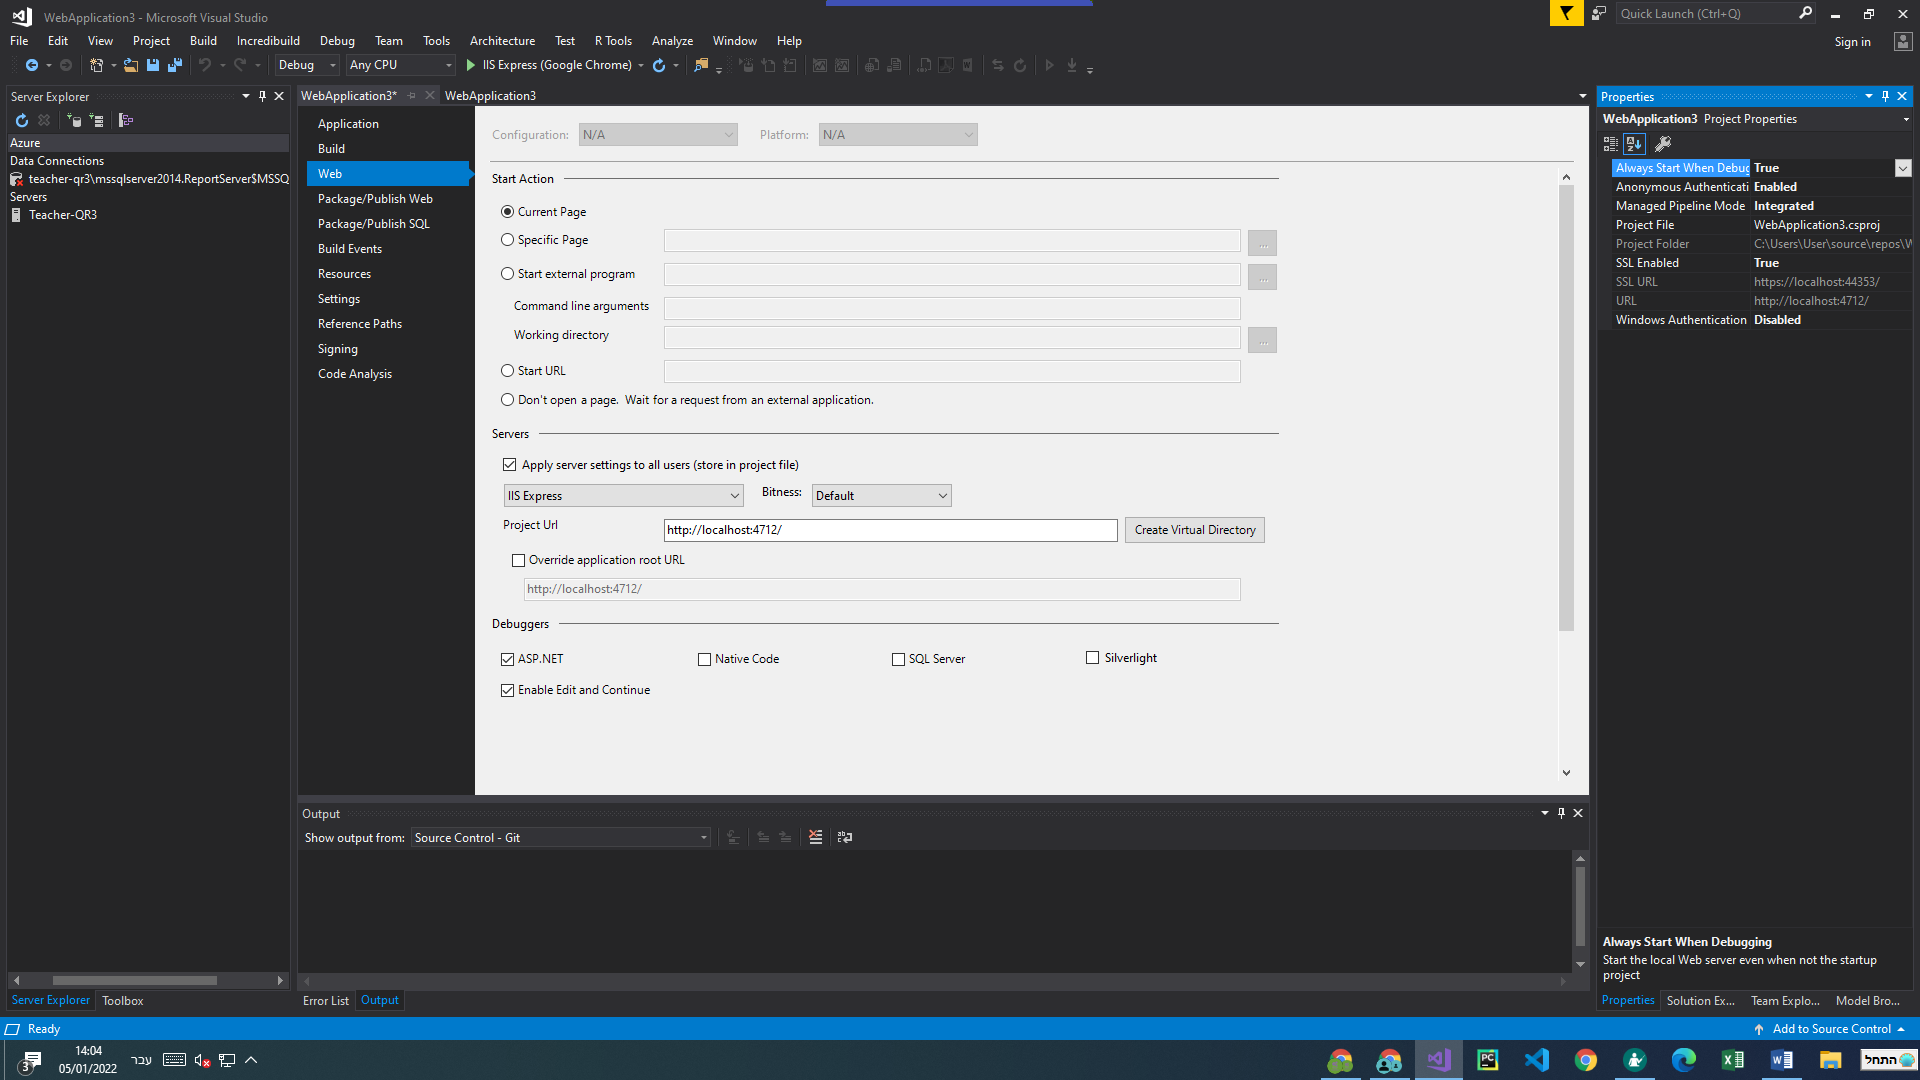 WebApplication3 - Microsoft Visual Studio
Quick Launch (Ctrl+Q)
File Edit View Project Build Incredibuild Debug Team Tools Architecture Test R Tools Analyze Window Help
Sign in
Debug Any CPU IIS Express (Google Chrome)
Server Explorer
Azure
Data Connections
teacher-qr3\mssqlserver2014.ReportServer$MSSQ
Servers
Teacher-QR3
Server Explorer Toolbox
WebApplication3* WebApplication3
Application
Build
Web
Package/Publish Web
Package/Publish SQL
Build Events
Resources
Settings
Reference Paths
Signing
Code Analysis
Configuration: N/A Platform: N/A
Start Action
Current Page
Specific Page ...
Start external program ...
Command line arguments
Working directory ...
Start URL
Don't open a page. Wait for a request from an external application.
Servers
Apply server settings to all users (store in project file)
IIS Express Bitness: Default
Project Url http://localhost:4712/ Create Virtual Directory
Override application root URL
http://localhost:4712/
Debuggers
ASP.NET Native Code SQL Server Silverlight
Enable Edit and Continue
Output
Show output from: Source Control - Git
Error List Output
Properties
WebApplication3 Project Properties
Always Start When Debug True
Anonymous Authenticati Enabled
Managed Pipeline Mode Integrated
Project File WebApplication3.csproj
Project Folder C:\Users\User\source\repos\W
SSL Enabled True
SSL URL https://localhost:44353/
URL http://localhost:4712/
Windows Authentication Disabled
Always Start When Debugging
Start the local Web server even when not the startup
project
Properties Solution Ex... Team Explo... Model Bro...
Ready
Add to Source Control
3
14:04
05/01/2022
עבר
PC
התחל